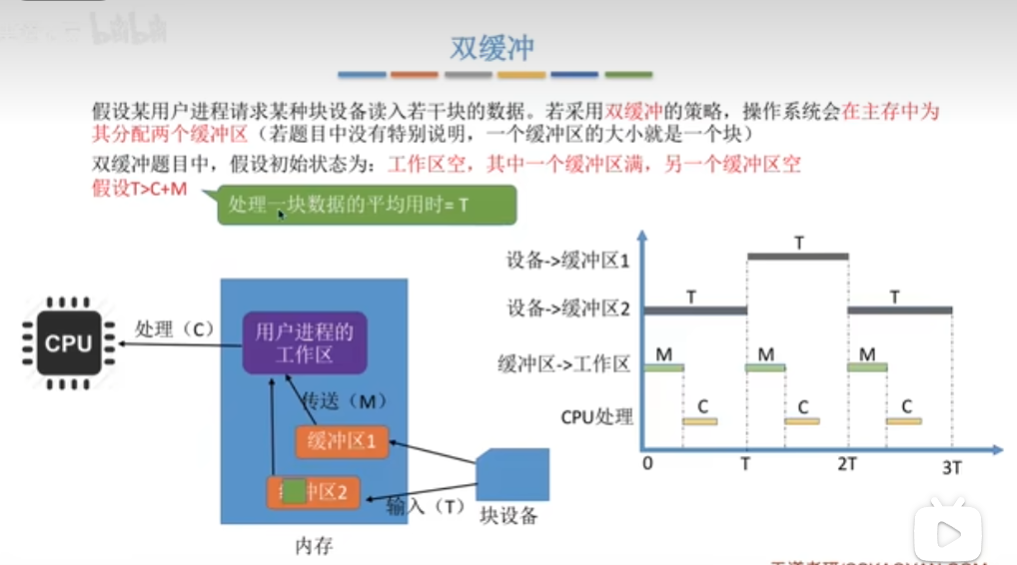 bilibili
双缓冲
假设某用户进程请求某种块设备读入若干块的数据。若采用双缓冲的策略，操作系统会在主存中为
其分配两个缓冲区（若题目中没有特别说明，一个缓冲区的大小就是一个块）
双缓冲题目中，假设初始状态为：工作区空，其中一个缓冲区满，另一个缓冲区空
假设T>C+M
处理一块数据的平均用时= T
T
设备->缓冲区1
T
T
设备->缓冲区2
CPU
处理（C）
用户进程的
工作区
M
M
M
缓冲区->工作区
传送（M）
C
C
C
CPU处理
缓冲区1
0
T
2T
3T
冲区2
输入（T）
块设备
内存